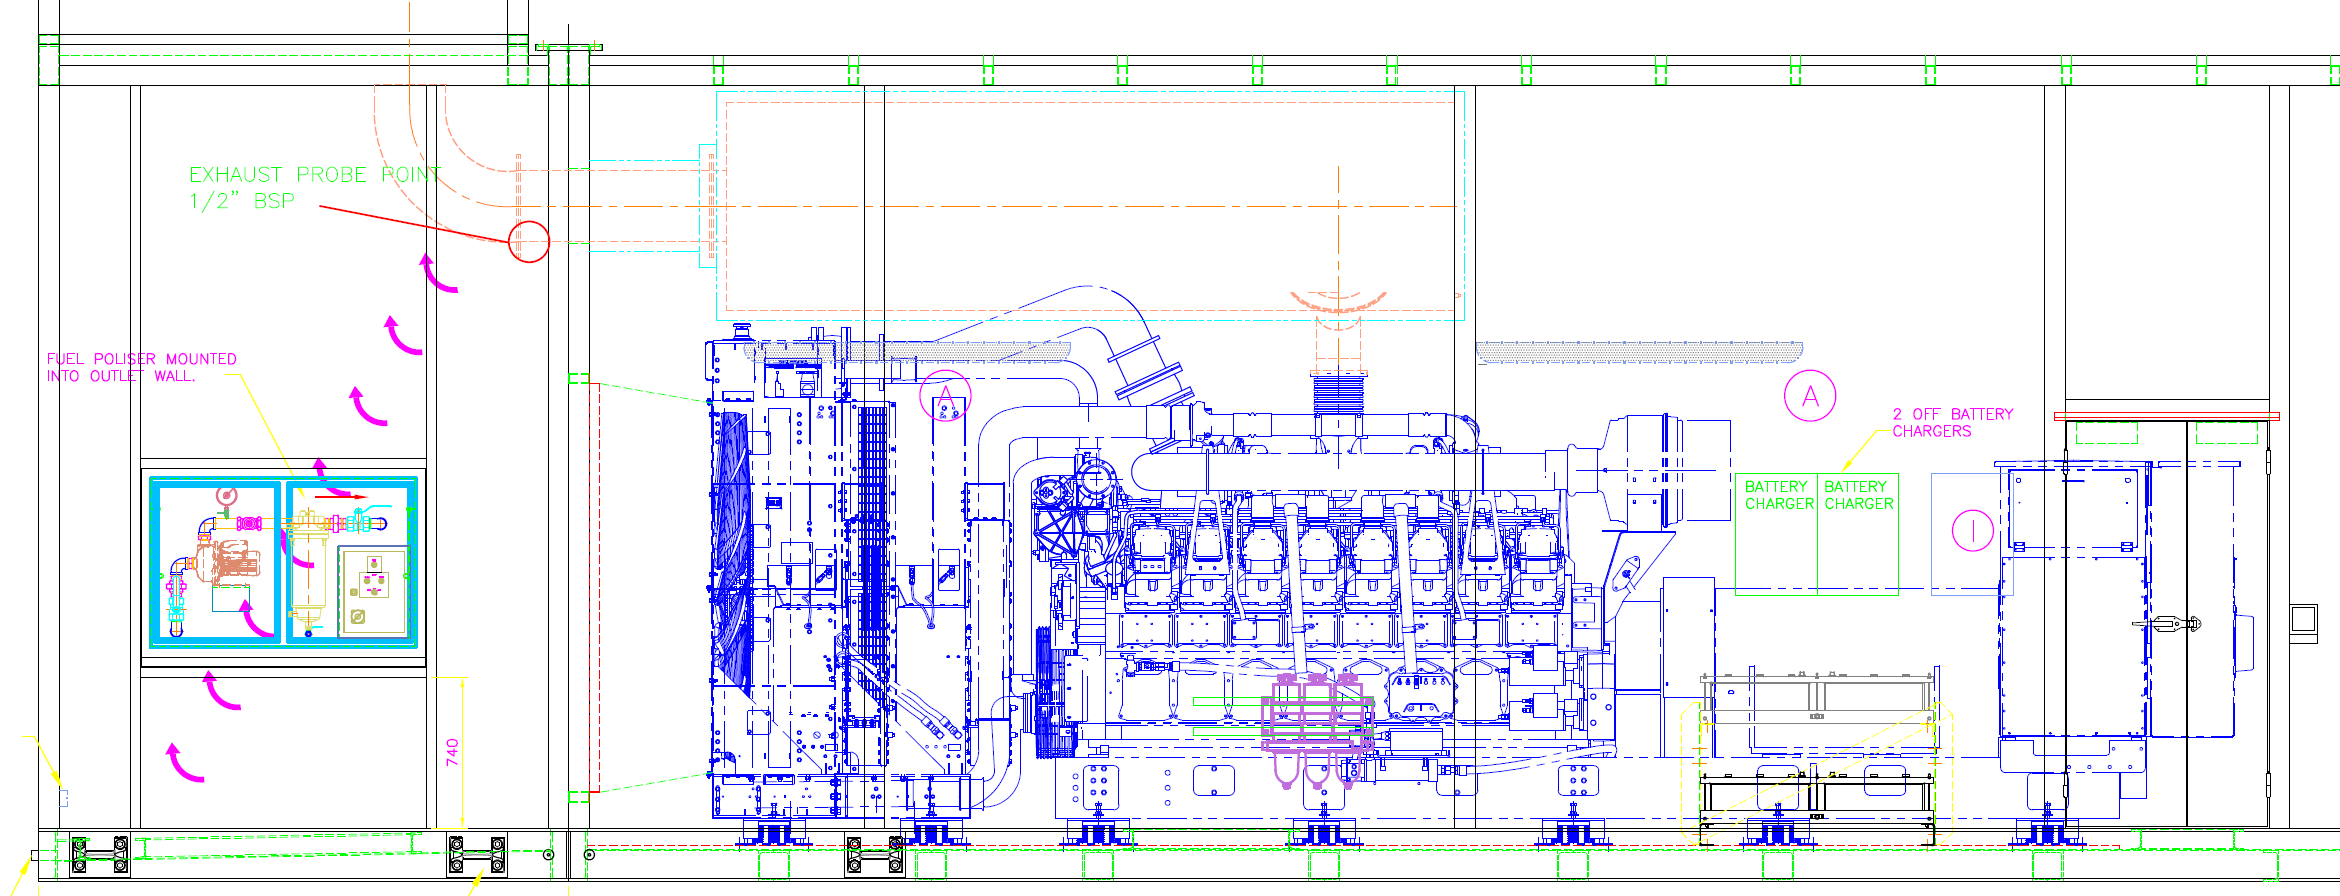 EXHAUST PROBE POINT
1/2" BSP
FUEL POLISER MOUNTED
INTO OUTLET WALL.
A
A
2 OFF BATTERY
CHARGERS
BATTERY
CHARGER
BATTERY
CHARGER
I
740